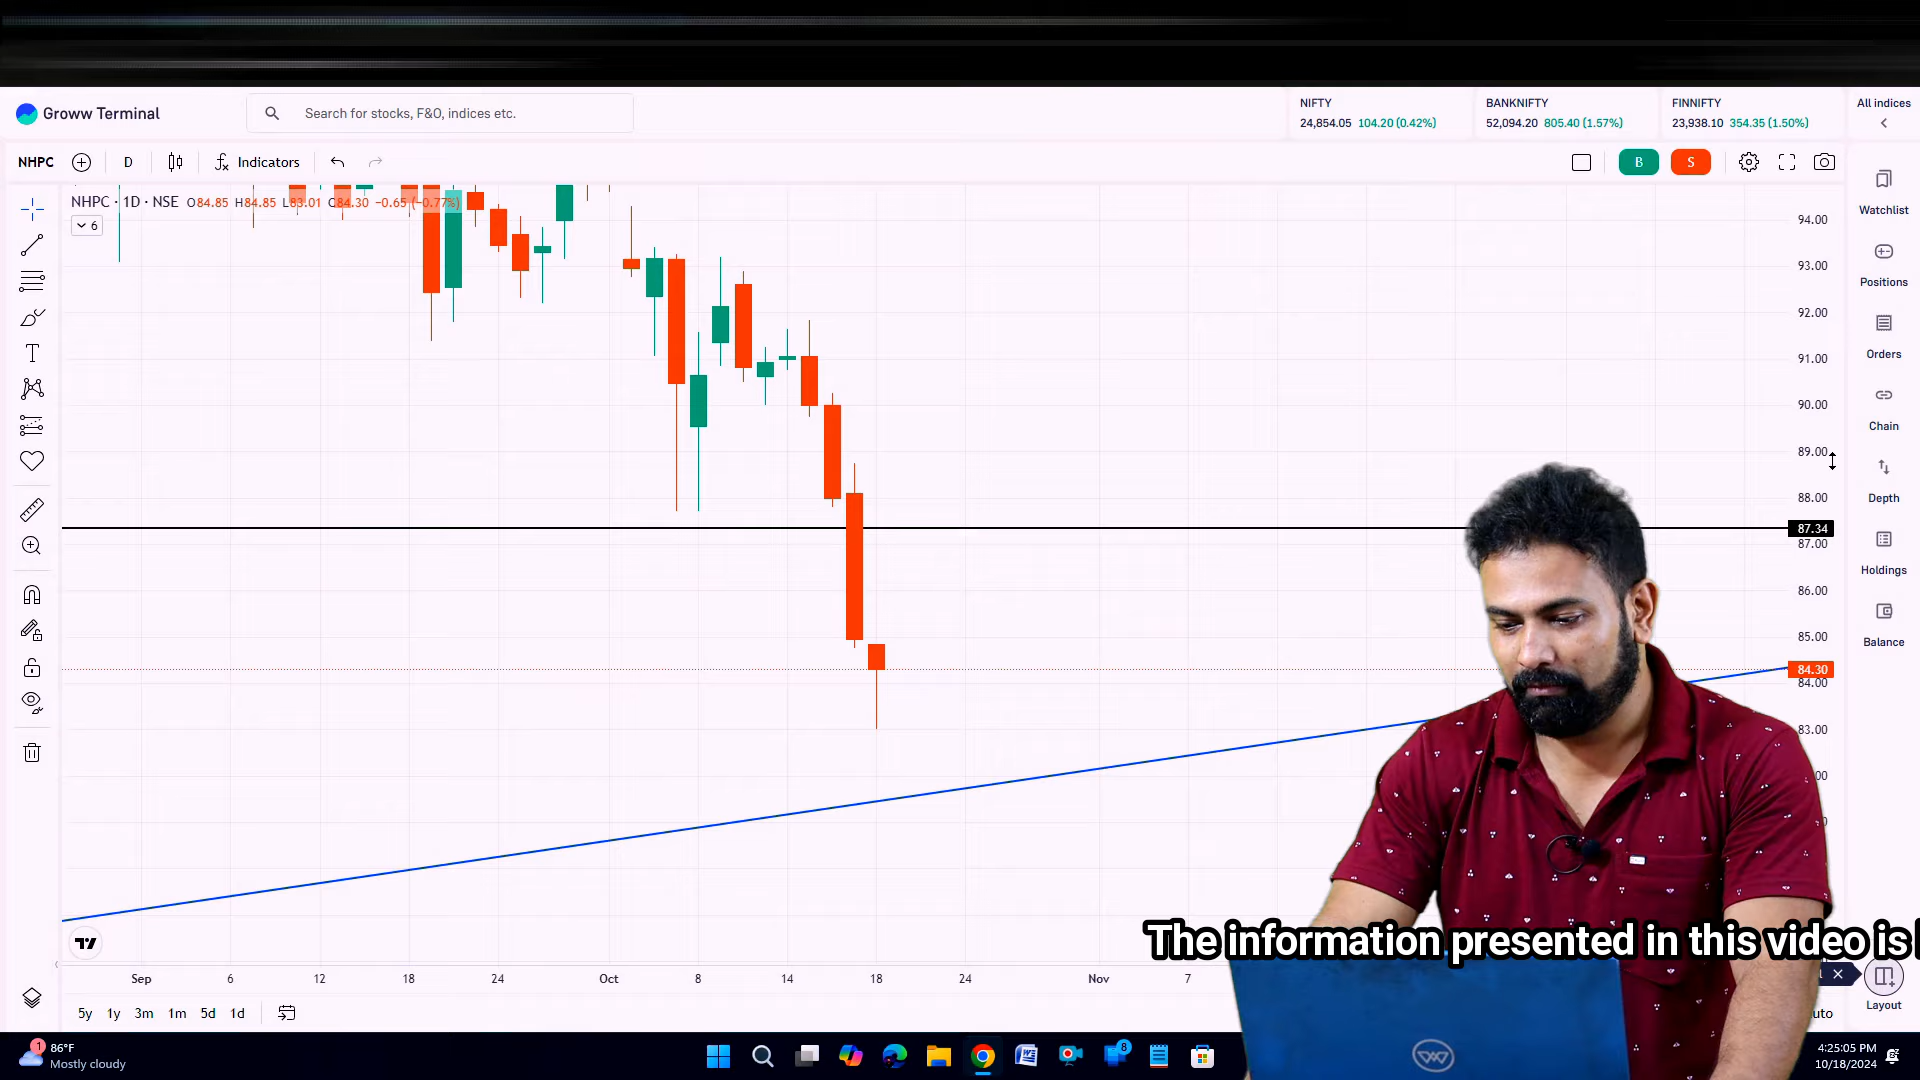 Groww Terminal
Search for stocks, F&O, indices etc.
NIFTY
24,854.05 104.20 (0.42%)
BANKNIFTY
52,094.20 805.40 (1.57%)
FINNIFTY
23,938.10 354.35 (1.50%)
All indices
NHPC
D
Indicators
B
S
NHPC · 1D · NSE O84.85 H84.85 L83.01 C84.30 −0.65 (−0.77%)
6
94.00
93.00
92.00
91.00
90.00
89.00
88.00
87.34
87.00
86.00
85.00
84.30
84.00
83.00
Watchlist
Positions
Orders
Chain
Depth
Holdings
Balance
Layout
The information presented in this video is
Sep
6
12
18
24
Oct
8
14
18
24
Nov
7
5y
1y
3m
1m
5d
1d
1
86°F
Mostly cloudy
8
4:25:05 PM
10/18/2024